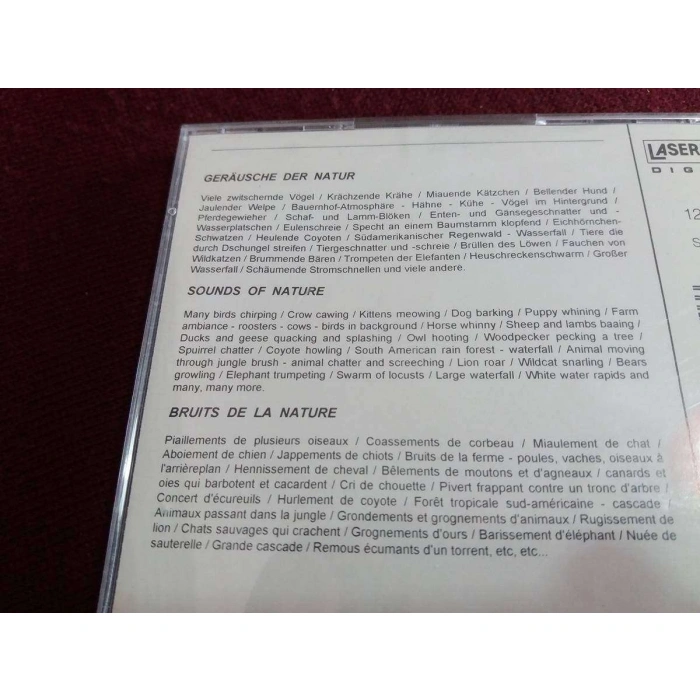 GERÄUSCHE DER NATUR
Viele zwitschernde Vögel / Krächzende Krähe / Miauende Kätzchen / Bellender Hund /
Jaulender Welpe / Bauernhof-Atmosphäre - Hähne - Kühe - Vögel im Hintergrund /
Pferdegewieher / Schaf- und Lamm-Blöken / Enten- und Gänsegeschnatter und -
Wasserplatschen / Eulenschreie / Specht an einem Baumstamm klopfend / Eichhörnchen-
Schwatzen / Heulende Coyoten / Südamerikanischer Regenwald - Wasserfall / Tiere die
durch Dschungel streifen / Tiergeschnatter und -schreie / Brüllen des Löwen / Fauchen von
Wildkatzen / Brummende Bären / Trompeten der Elefanten / Heuschreckenschwarm / Großer
Wasserfall / Schäumende Stromschnellen und viele andere.
SOUNDS OF NATURE
Many birds chirping / Crow cawing / Kittens meowing / Dog barking / Puppy whining / Farm
ambiance - roosters - cows - birds in background / Horse whinny / Sheep and lambs baaing /
Ducks and geese quacking and splashing / Owl hooting / Woodpecker pecking a tree /
Spuirrel chatter / Coyote howling / South American rain forest - waterfall / Animal moving
through jungle brush - animal chatter and screeching / Lion roar / Wildcat snarling / Bears
growling / Elephant trumpeting / Swarm of locusts / Large waterfall / White water rapids and
many, many more.
BRUITS DE LA NATURE
Piaillements de plusieurs oiseaux / Coassements de corbeau / Miaulement de chat /
Aboiement de chien / Jappements de chiots / Bruits de la ferme - poules, vaches, oiseaux à
l'arrièreplan / Hennissement de cheval / Bêlements de moutons et d'agneaux / canards et
oies qui barbotent et cacardent / Cri de chouette / Pivert frappant contre un tronc d'arbre /
Concert d'écureuils / Hurlement de coyote / Forêt tropicale sud-américaine - cascade /
Animaux passant dans la jungle / Grondements et grognements d'animaux / Rugissement de
lion / Chats sauvages qui crachent / Grognements d'ours / Barissement d'éléphant / Nuée de
sauterelle / Grande cascade / Remous écumants d'un torrent, etc, etc...
LASER
DIG
12
S